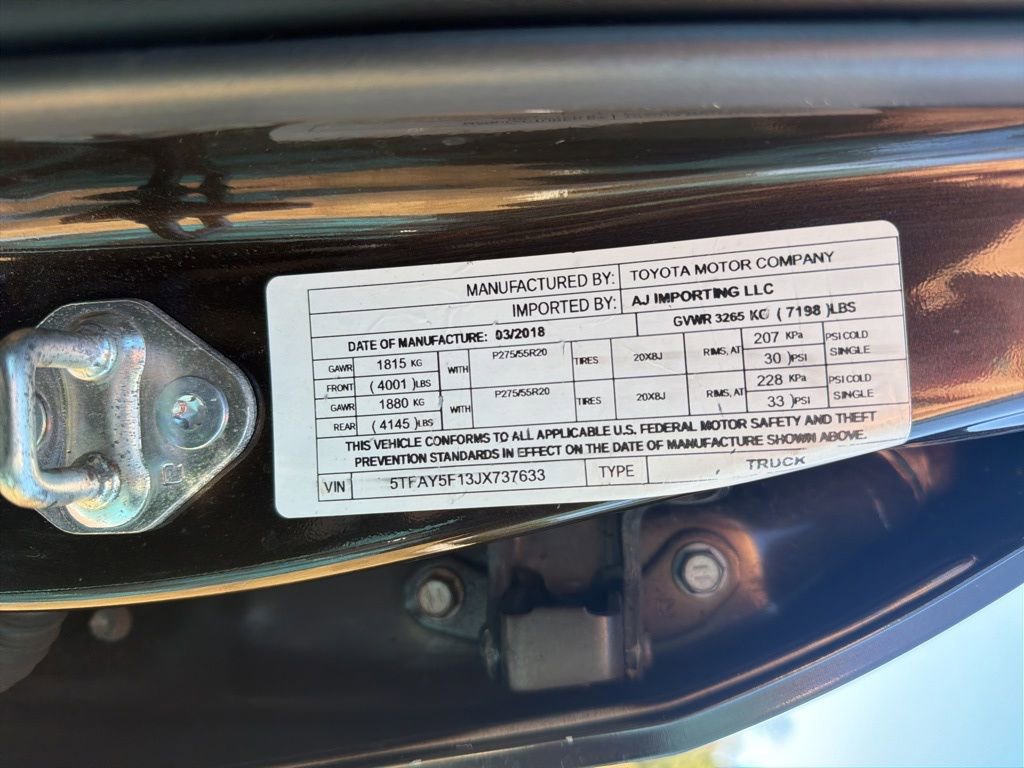 MANUFACTURED BY: TOYOTA MOTOR COMPANY
IMPORTED BY: AJ IMPORTING LLC
DATE OF MANUFACTURE: 03/2018 GVWR 3265 KG ( 7198 )LBS
GAWR 1815 KG WITH P275/55R20 TIRES 20X8J RIMS, AT 207 KPa PSI COLD
FRONT ( 4001 )LBS 30 )PSI SINGLE
GAWR 1880 KG WITH P275/55R20 TIRES 20X8J RIMS, AT 228 KPa PSI COLD
REAR ( 4145 )LBS 33 )PSI SINGLE
THIS VEHICLE CONFORMS TO ALL APPLICABLE U.S. FEDERAL MOTOR SAFETY AND THEFT
PREVENTION STANDARDS IN EFFECT ON THE DATE OF MANUFACTURE SHOWN ABOVE.
VIN 5TFAY5F13JX737633 TYPE TRUCK